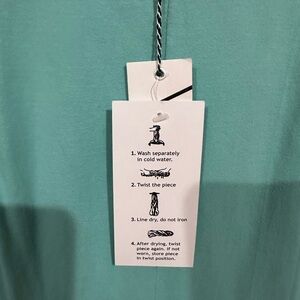 1. Wash separately
in cold water.
2. Twist the piece
3. Line dry, do not iron
4. After drying, twist
piece again. If not
worn, store piece
in twist position.